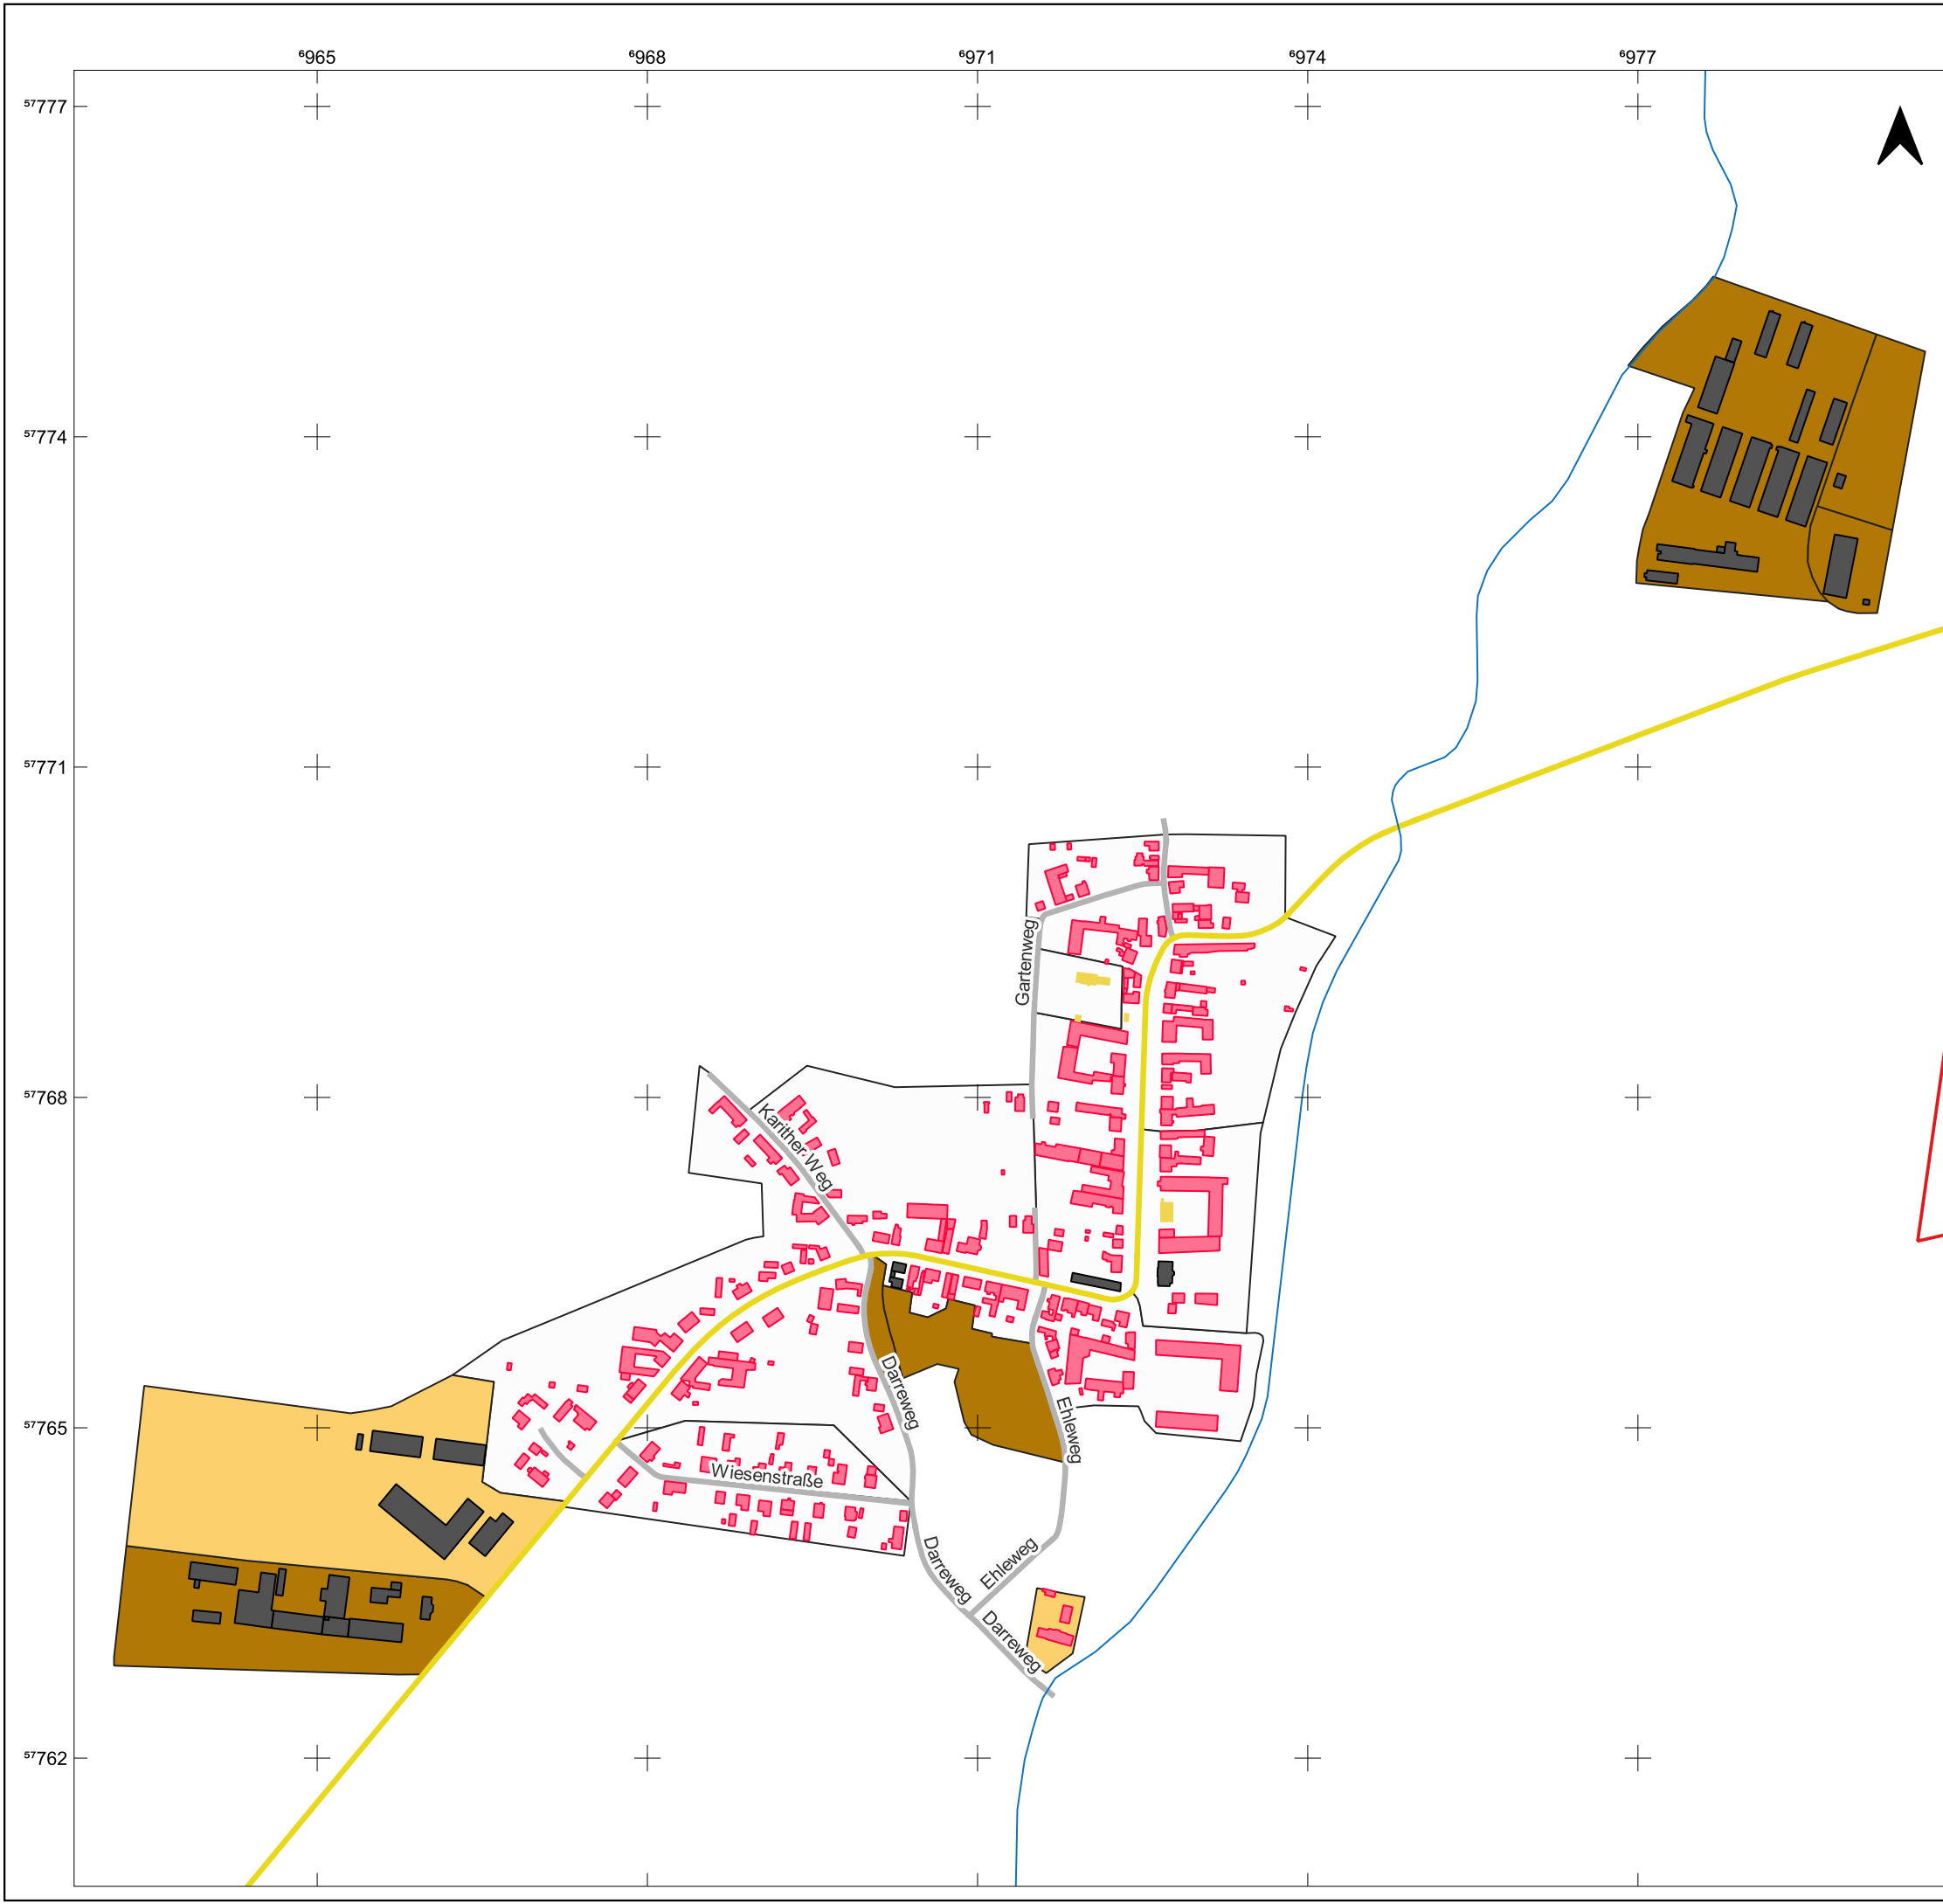 ⁶965 ⁶968 ⁶971 ⁶974 ⁶977
⁵⁷777
⁵⁷774
⁵⁷771
⁵⁷768
⁵⁷765
⁵⁷762
Gartenweg
Karither Weg
Darreweg
Ehleweg
Wiesenstraße
Darreweg
Ehleweg
Darreweg